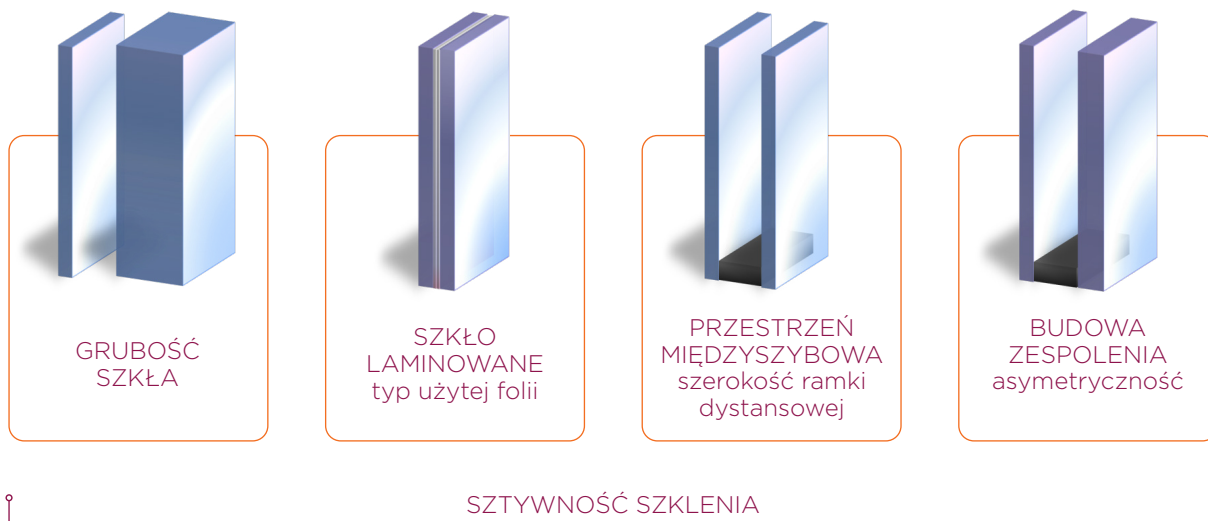 GRUBOŚĆ
SZKŁA
SZKŁO
LAMINOWANE
typ użytej folii
PRZESTRZEŃ
MIĘDZYSZYBOWA
szerokość ramki
dystansowej
BUDOWA
ZESPOLENIA
asymetryczność
SZTYWNOŚĆ SZKLENIA